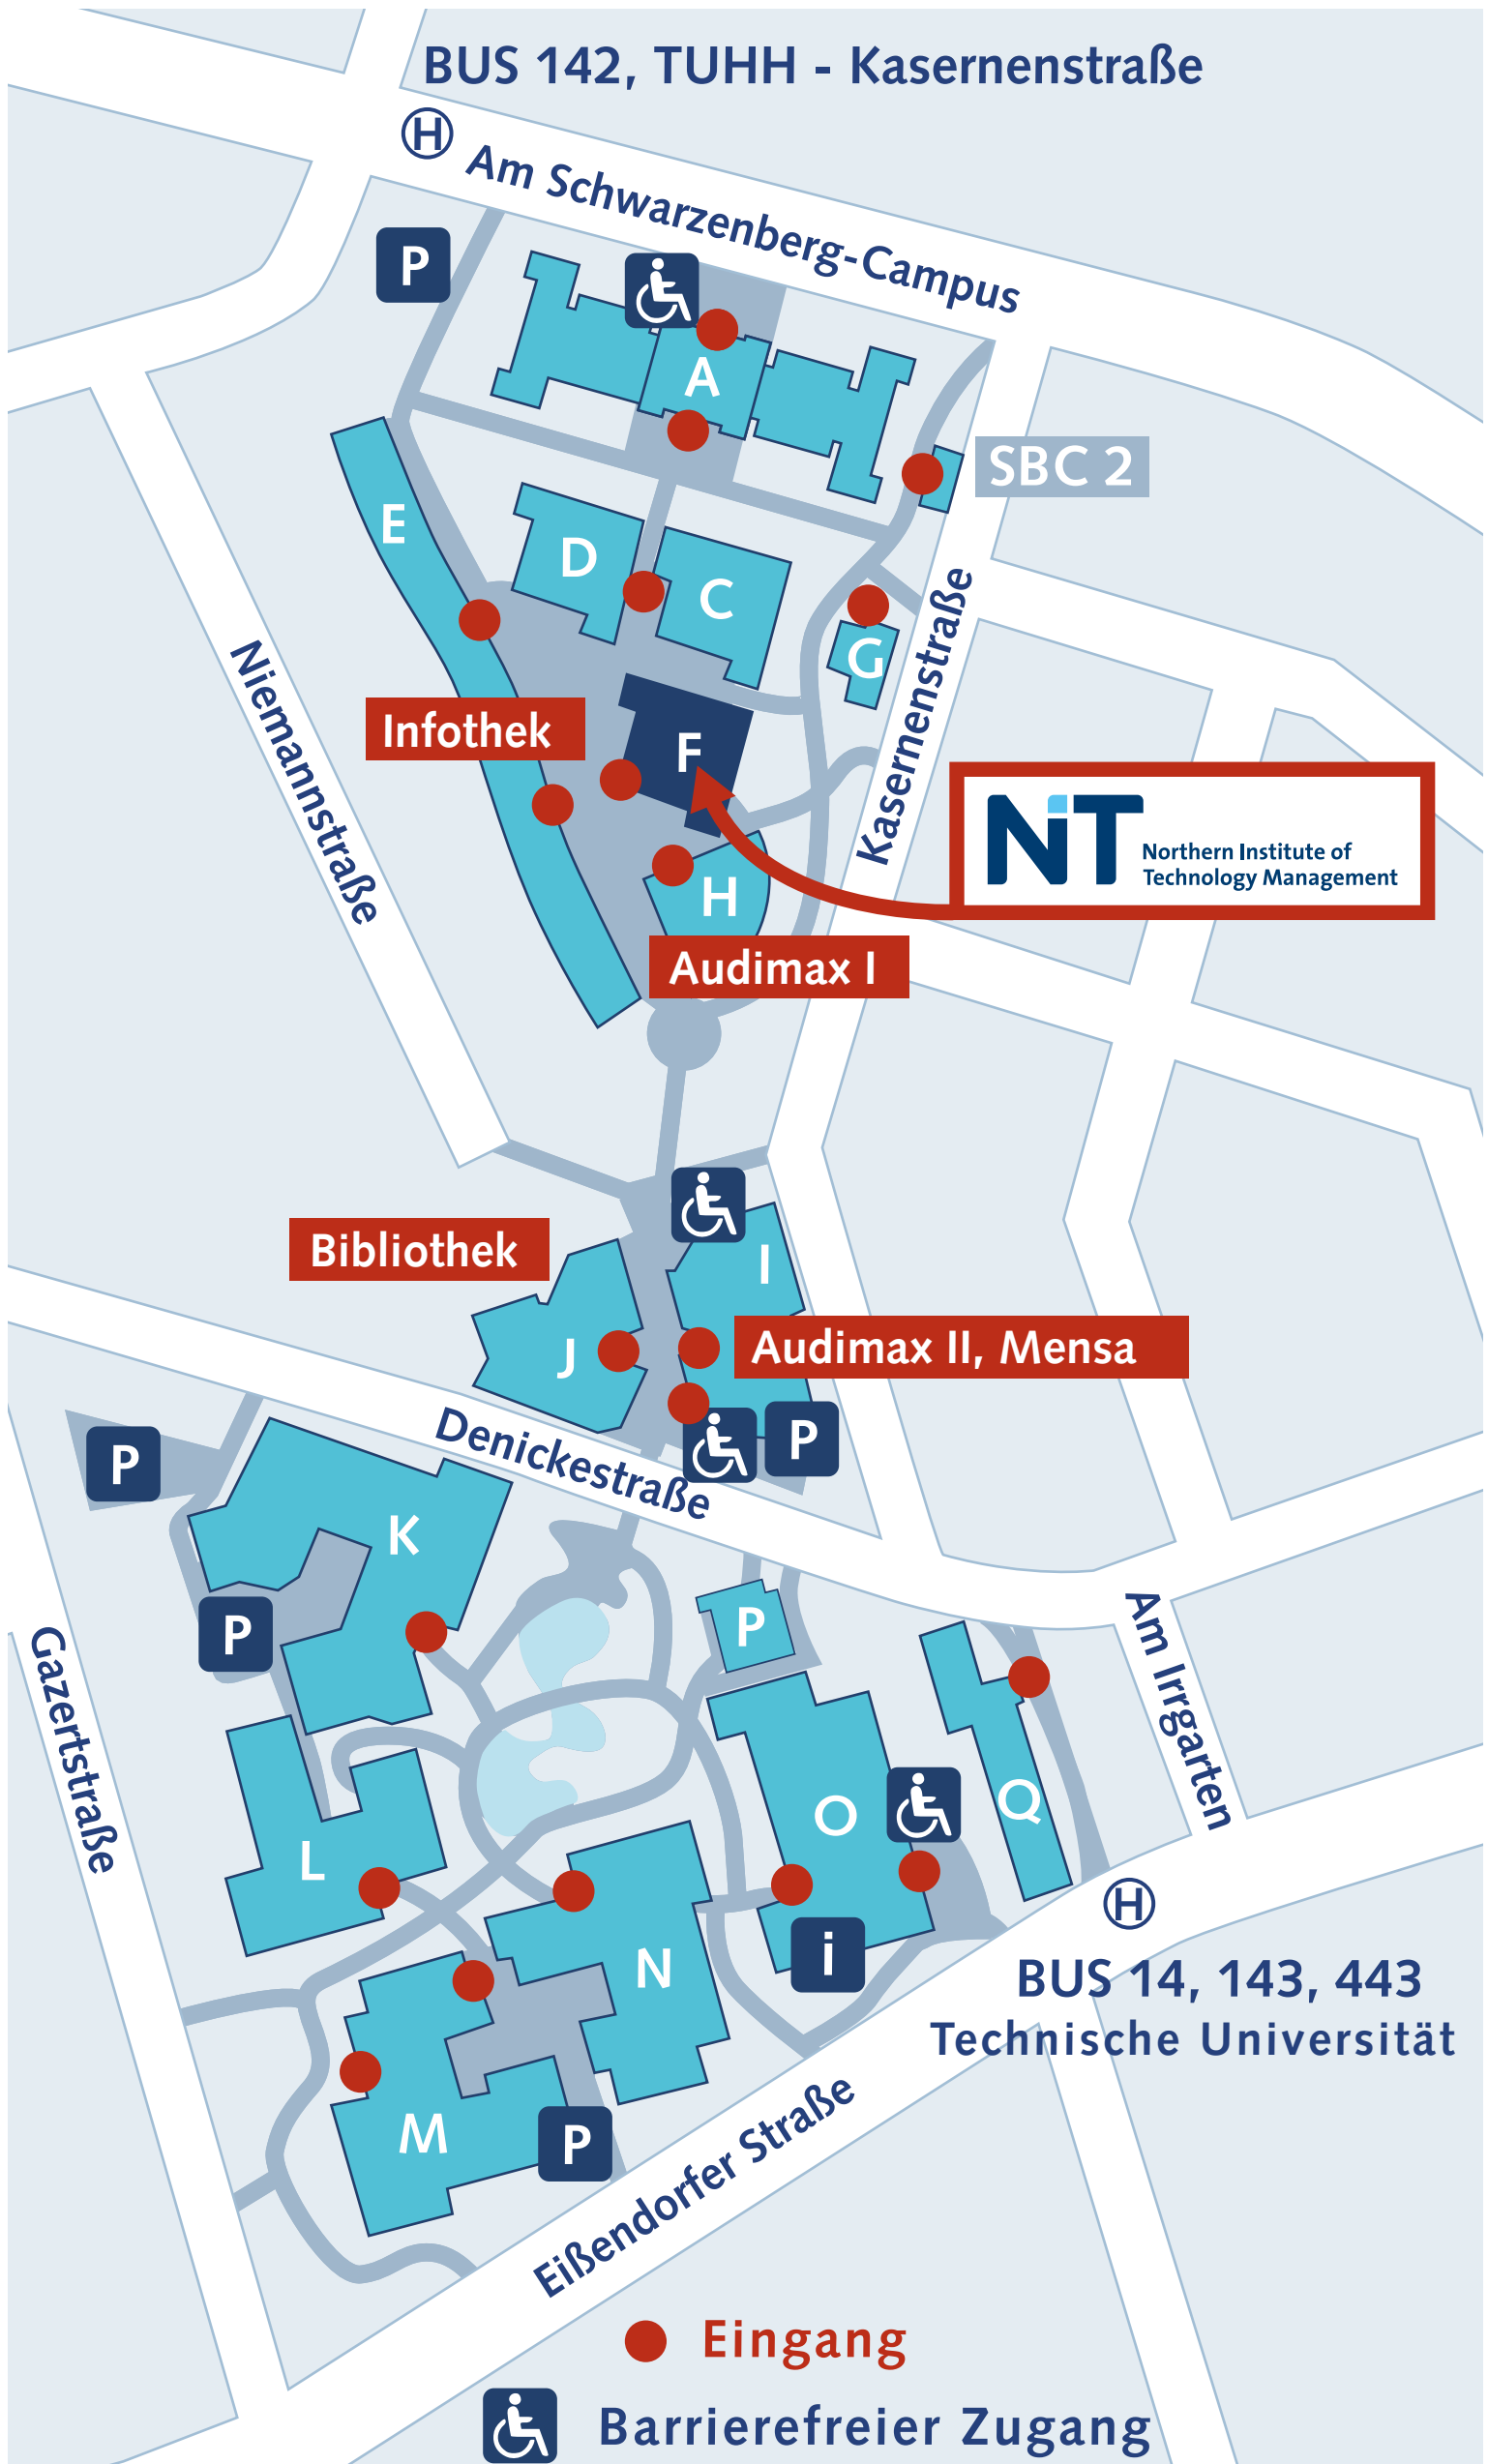 BUS 142, TUHH - Kasernenstraße
H
Am Schwarzenberg-Campus
P
A
SBC 2
E
D
C
G
Niemannstraße
Kasernenstraße
Infothek
F
NiT
Northern Institute of
Technology Management
H
Audimax I
Bibliothek
I
J
Audimax II, Mensa
Denickestraße
P
P
K
P
P
Am Irrgarten
Gazertstraße
O
Q
L
H
N
i
BUS 14, 143, 443
Technische Universität
M
P
Eißendorfer Straße
Eingang
Barrierefreier Zugang